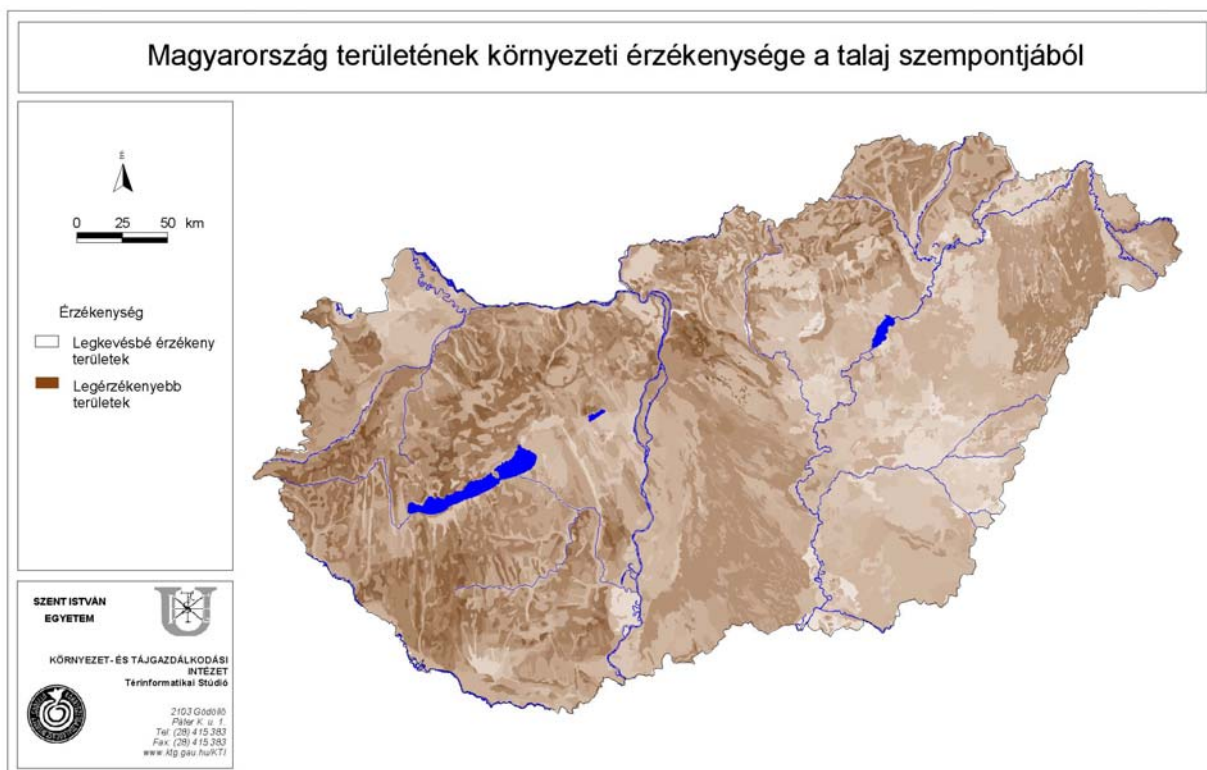 Magyarország területének környezeti érzékenysége a talaj szempontjából
0 25 50 km
Érzékenység
Legkevésbé érzékeny
területek
Legérzékenyebb
területek
SZENT ISTVÁN
EGYETEM
KÖRNYEZET- ÉS TÁJGAZDÁLKODÁSI
INTÉZET
Térinformatikai Stúdió
2103 Gödöllő
Páter K. u. 1.
Tel: (28) 415 383
Fax: (28) 415 383
www.ktg.gau.hu/KTI